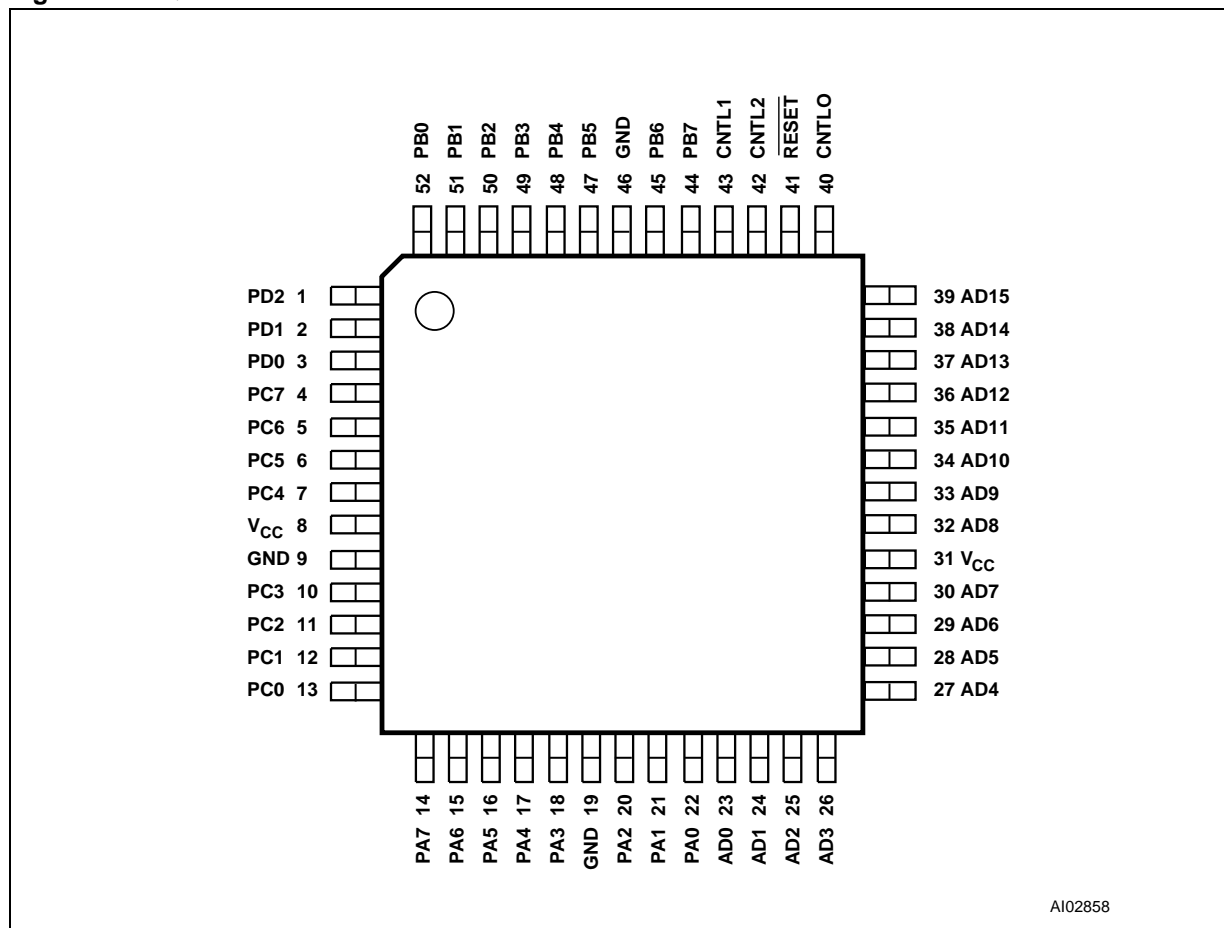 52 PB0
51 PB1
50 PB2
49 PB3
48 PB4
47 PB5
46 GND
45 PB6
44 PB7
43 CNTL1
42 CNTL2
41 RESET
40 CNTLO
PD2 1
PD1 2
PD0 3
PC7 4
PC6 5
PC5 6
PC4 7
VCC 8
GND 9
PC3 10
PC2 11
PC1 12
PC0 13
39 AD15
38 AD14
37 AD13
36 AD12
35 AD11
34 AD10
33 AD9
32 AD8
31 VCC
30 AD7
29 AD6
28 AD5
27 AD4
PA7 14
PA6 15
PA5 16
PA4 17
PA3 18
GND 19
PA2 20
PA1 21
PA0 22
AD0 23
AD1 24
AD2 25
AD3 26
AI02858